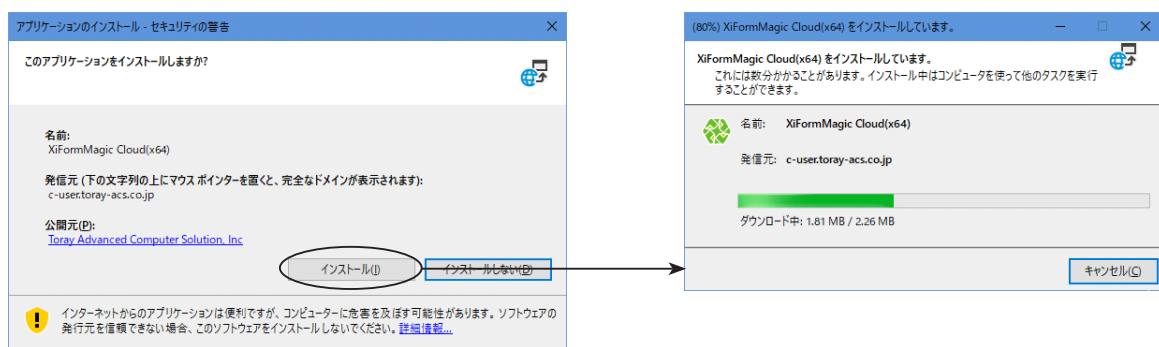 アプリケーションのインストール - セキュリティの警告
このアプリケーションをインストールしますか?
名前:
XiFormMagic Cloud(x64)
発信元 (下の文字列の上にマウス ポインターを置くと、完全なドメインが表示されます):
c-user.toray-acs.co.jp
公開元(P):
Toray Advanced Computer Solution, Inc
インストール(I)
インストールしない(D)
インターネットからのアプリケーションは便利ですが、コンピューターに危害を及ぼす可能性があります。ソフトウェアの
発行元を信頼できない場合、このソフトウェアをインストールしないでください。詳細情報...
(80%) XiFormMagic Cloud(x64) をインストールしています。
XiFormMagic Cloud(x64) をインストールしています。
これには数分かかることがあります。インストール中はコンピュータを使って他のタスクを実行
することができます。
名前: XiFormMagic Cloud(x64)
発信元: c-user.toray-acs.co.jp
ダウンロード中: 1.81 MB / 2.26 MB
キャンセル(C)